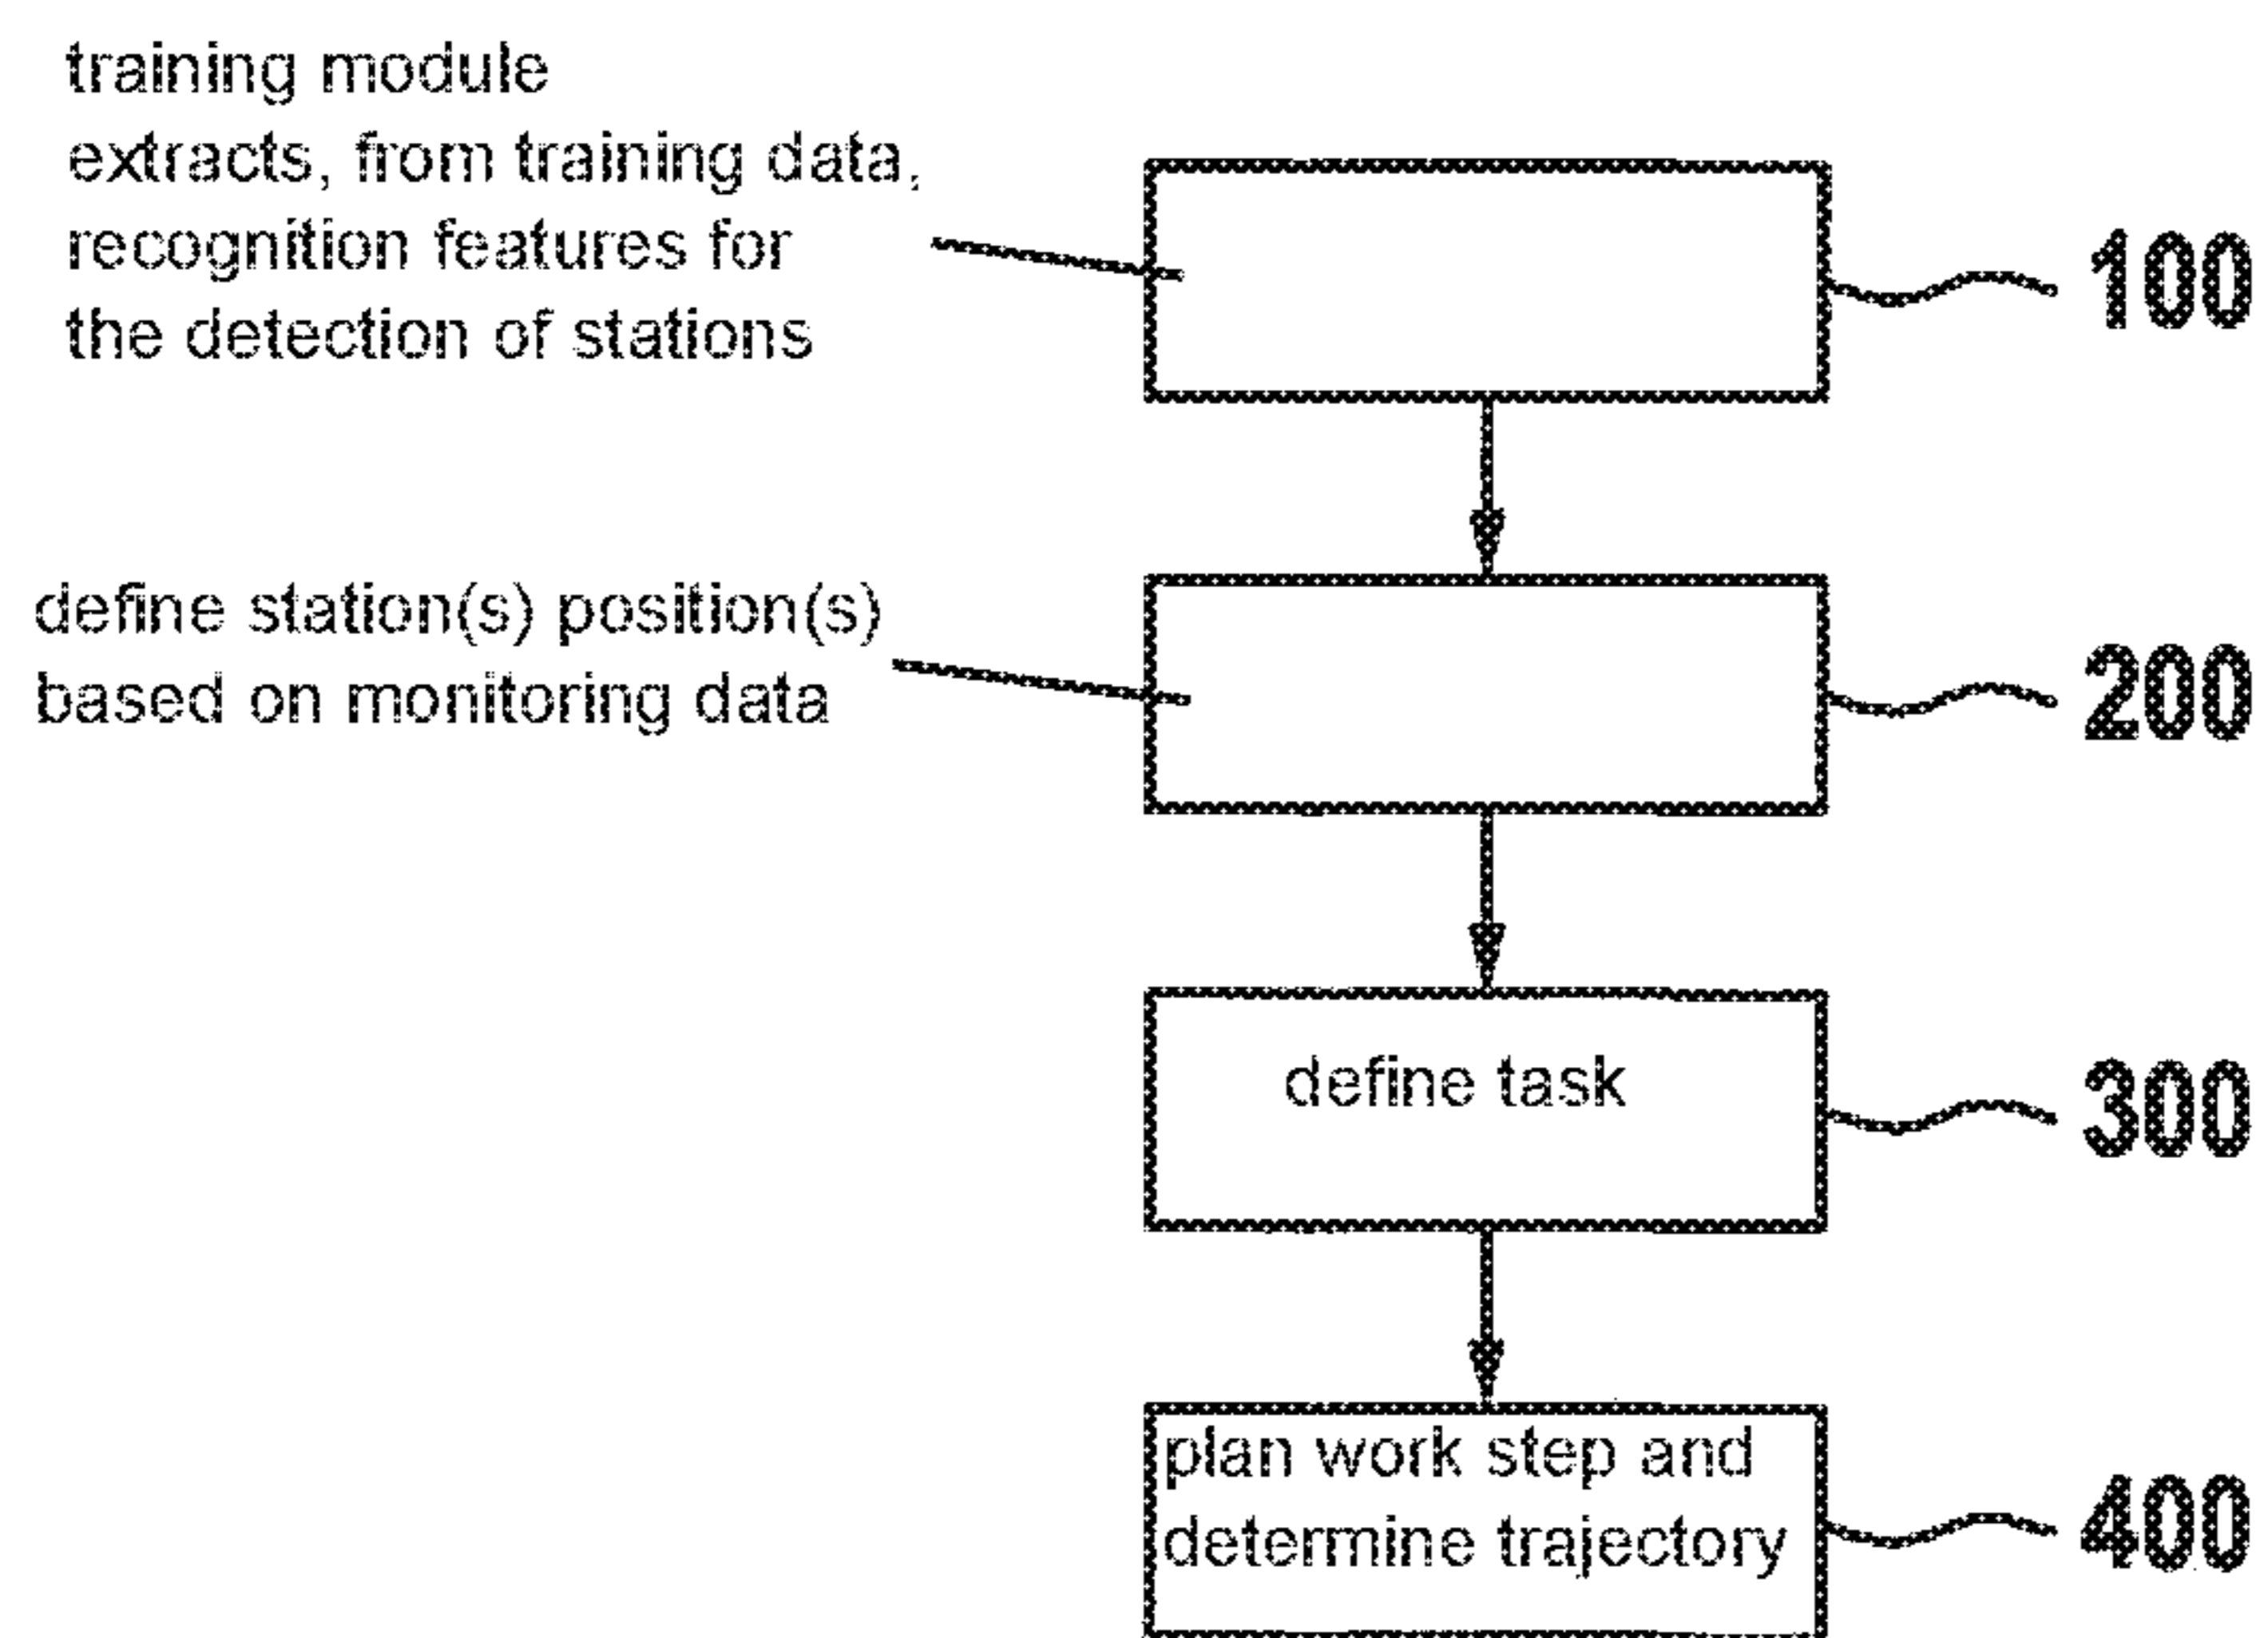 training module
extracts, from training data,
recognition features for
the detection of stations
100
define station(s) position(s)
based on monitoring data
200
define task
300
plan work step and
determine trajectory
400